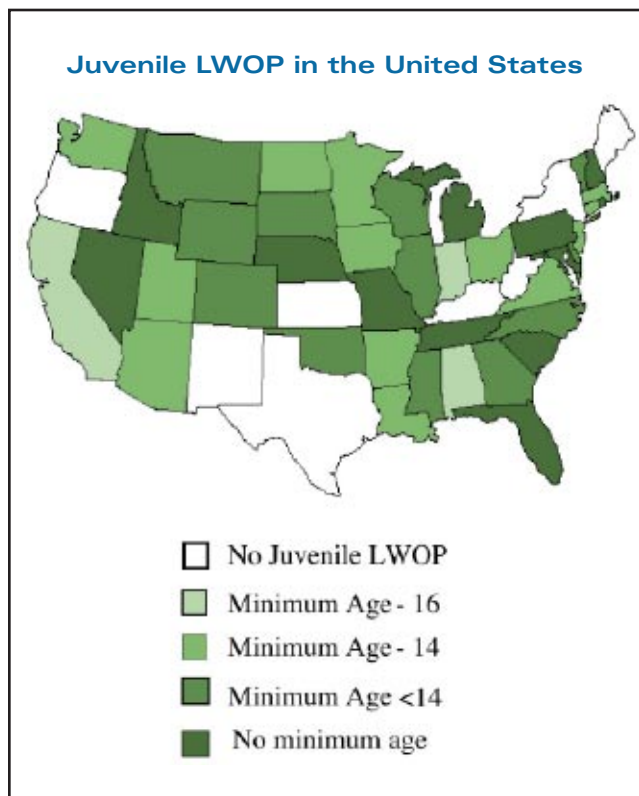 Juvenile LWOP in the United States
No Juvenile LWOP
Minimum Age - 16
Minimum Age - 14
Minimum Age <14
No minimum age